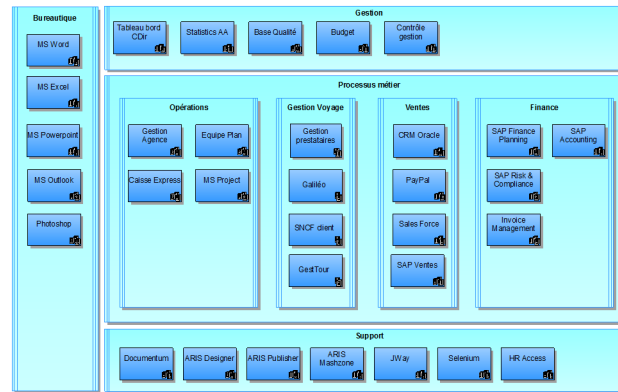 Bureautique
MS Word
MS Excel
MS Powerpoint
MS Outlook
Photoshop
Gestion
Tableau bord
CDir
Statistics AA
Base Qualité
Budget
Contrôle
gestion
Processus métier
Opérations
Gestion
Agence
Equipe Plan
Caisse Express
MS Project
Gestion Voyage
Gestion
prestataires
Galiléo
SNCF client
GestTour
Ventes
CRM Oracle
PayPal
Sales Force
SAP Ventes
Finance
SAP Finance
Planning
SAP
Accounting
SAP Risk &
Compliance
Invoice
Management
Support
Documentum
ARIS Designer
ARIS Publisher
ARIS
Mashzone
JWay
Selenium
HR Access